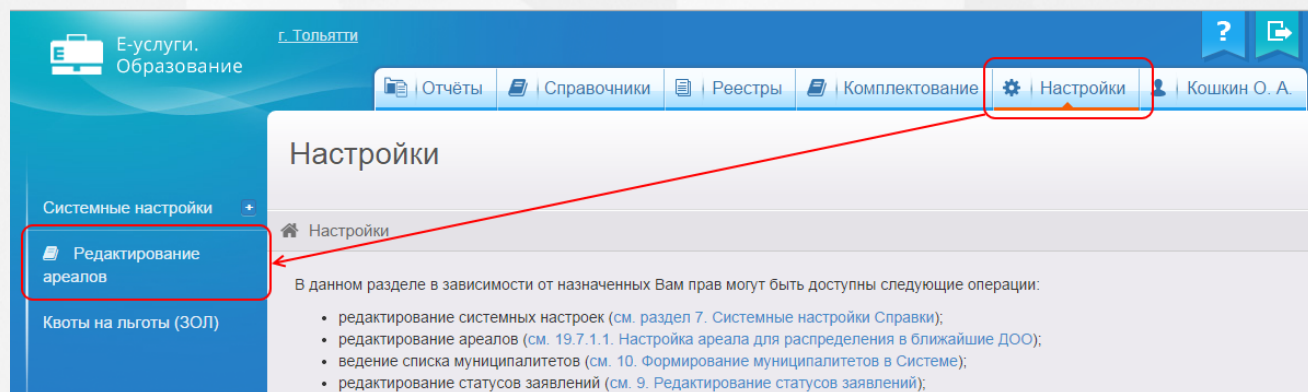 Е-услуги.
Образование
г. Тольятти
?
Отчёты Справочники Реестры Комплектование Настройки Кошкин О. А.
Настройки
Системные настройки +
Настройки
Редактирование
ареалов
Квоты на льготы (ЗОЛ)
В данном разделе в зависимости от назначенных Вам прав могут быть доступны следующие операции:
• редактирование системных настроек (см. раздел 7. Системные настройки Справки);
• редактирование ареалов (см. 19.7.1.1. Настройка ареала для распределения в ближайшие ДОО);
• ведение списка муниципалитетов (см. 10. Формирование муниципалитетов в Системе);
• редактирование статусов заявлений (см. 9. Редактирование статусов заявлений);